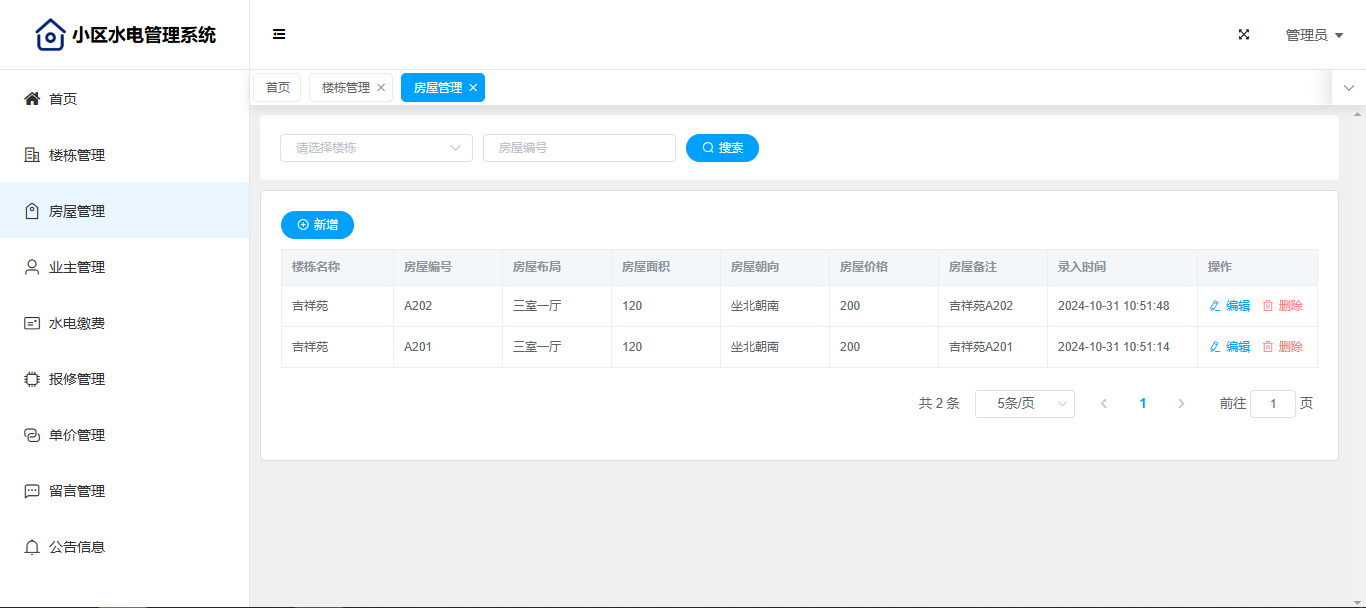 小区水电管理系统
管理员
首页
楼栋管理
房屋管理
业主管理
水电缴费
报修管理
单价管理
留言管理
公告信息
首页 楼栋管理 房屋管理
请选择楼栋 房屋编号 搜索
新增
楼栋名称 房屋编号 房屋布局 房屋面积 房屋朝向 房屋价格 房屋备注 录入时间 操作
吉祥苑 A202 三室一厅 120 坐北朝南 200 吉祥苑A202 2024-10-31 10:51:48 编辑 删除
吉祥苑 A201 三室一厅 120 坐北朝南 200 吉祥苑A201 2024-10-31 10:51:14 编辑 删除
共 2 条 5条/页 1 前往 1 页